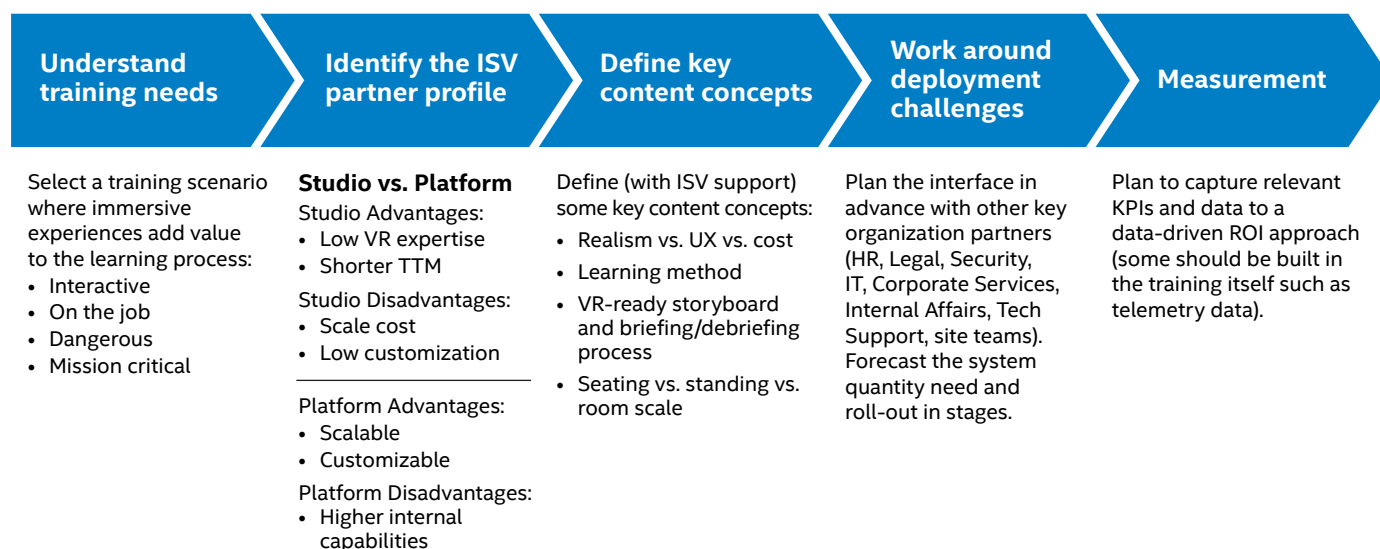 Understand
training needs
Identify the ISV
partner profile
Define key
content concepts
Work around
deployment
challenges
Measurement
Select a training scenario
where immersive
experiences add value
to the learning process:
• Interactive
• On the job
• Dangerous
• Mission critical
Studio vs. Platform
Studio Advantages:
• Low VR expertise
• Shorter TTM
Studio Disadvantages:
• Scale cost
• Low customization
Platform Advantages:
• Scalable
• Customizable
Platform Disadvantages:
• Higher internal
capabilities
Define (with ISV support)
some key content concepts:
• Realism vs. UX vs. cost
• Learning method
• VR-ready storyboard
and briefing/debriefing
process
• Seating vs. standing vs.
room scale
Plan the interface in
advance with other key
organization partners
(HR, Legal, Security,
IT, Corporate Services,
Internal Affairs, Tech
Support, site teams).
Forecast the system
quantity need and
roll-out in stages.
Plan to capture relevant
KPIs and data to a
data-driven ROI approach
(some should be built in
the training itself such as
telemetry data).